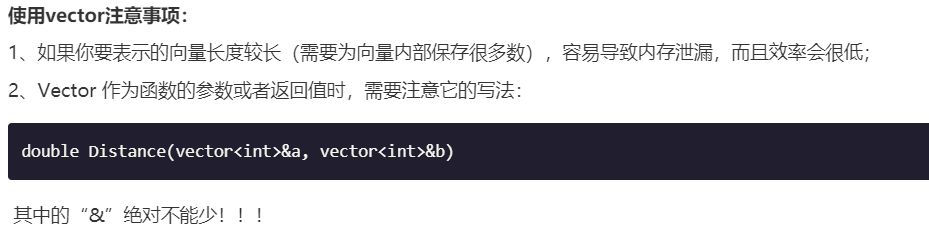 使用vector注意事项：
1、如果你要表示的向量长度较长（需要为向量内部保存很多数），容易导致内存泄漏，而且效率会很低；
2、Vector 作为函数的参数或者返回值时，需要注意它的写法：
double Distance(vector<int>&a, vector<int>&b)
其中的“&”绝对不能少！！！